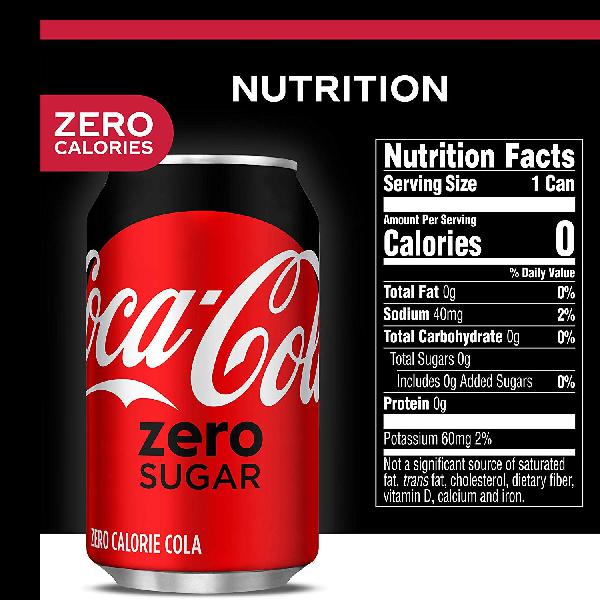 NUTRITION
ZERO
CALORIES
Coca-Cola
zero
SUGAR
ZERO CALORIE COLA
Nutrition Facts
Serving Size 1 Can
Amount Per Serving
Calories 0
% Daily Value
Total Fat 0g 0%
Sodium 40mg 2%
Total Carbohydrate 0g 0%
Total Sugars 0g
Includes 0g Added Sugars 0%
Protein 0g
Potassium 60mg 2%
Not a significant source of saturated
fat, trans fat, cholesterol, dietary fiber,
vitamin D, calcium and iron.